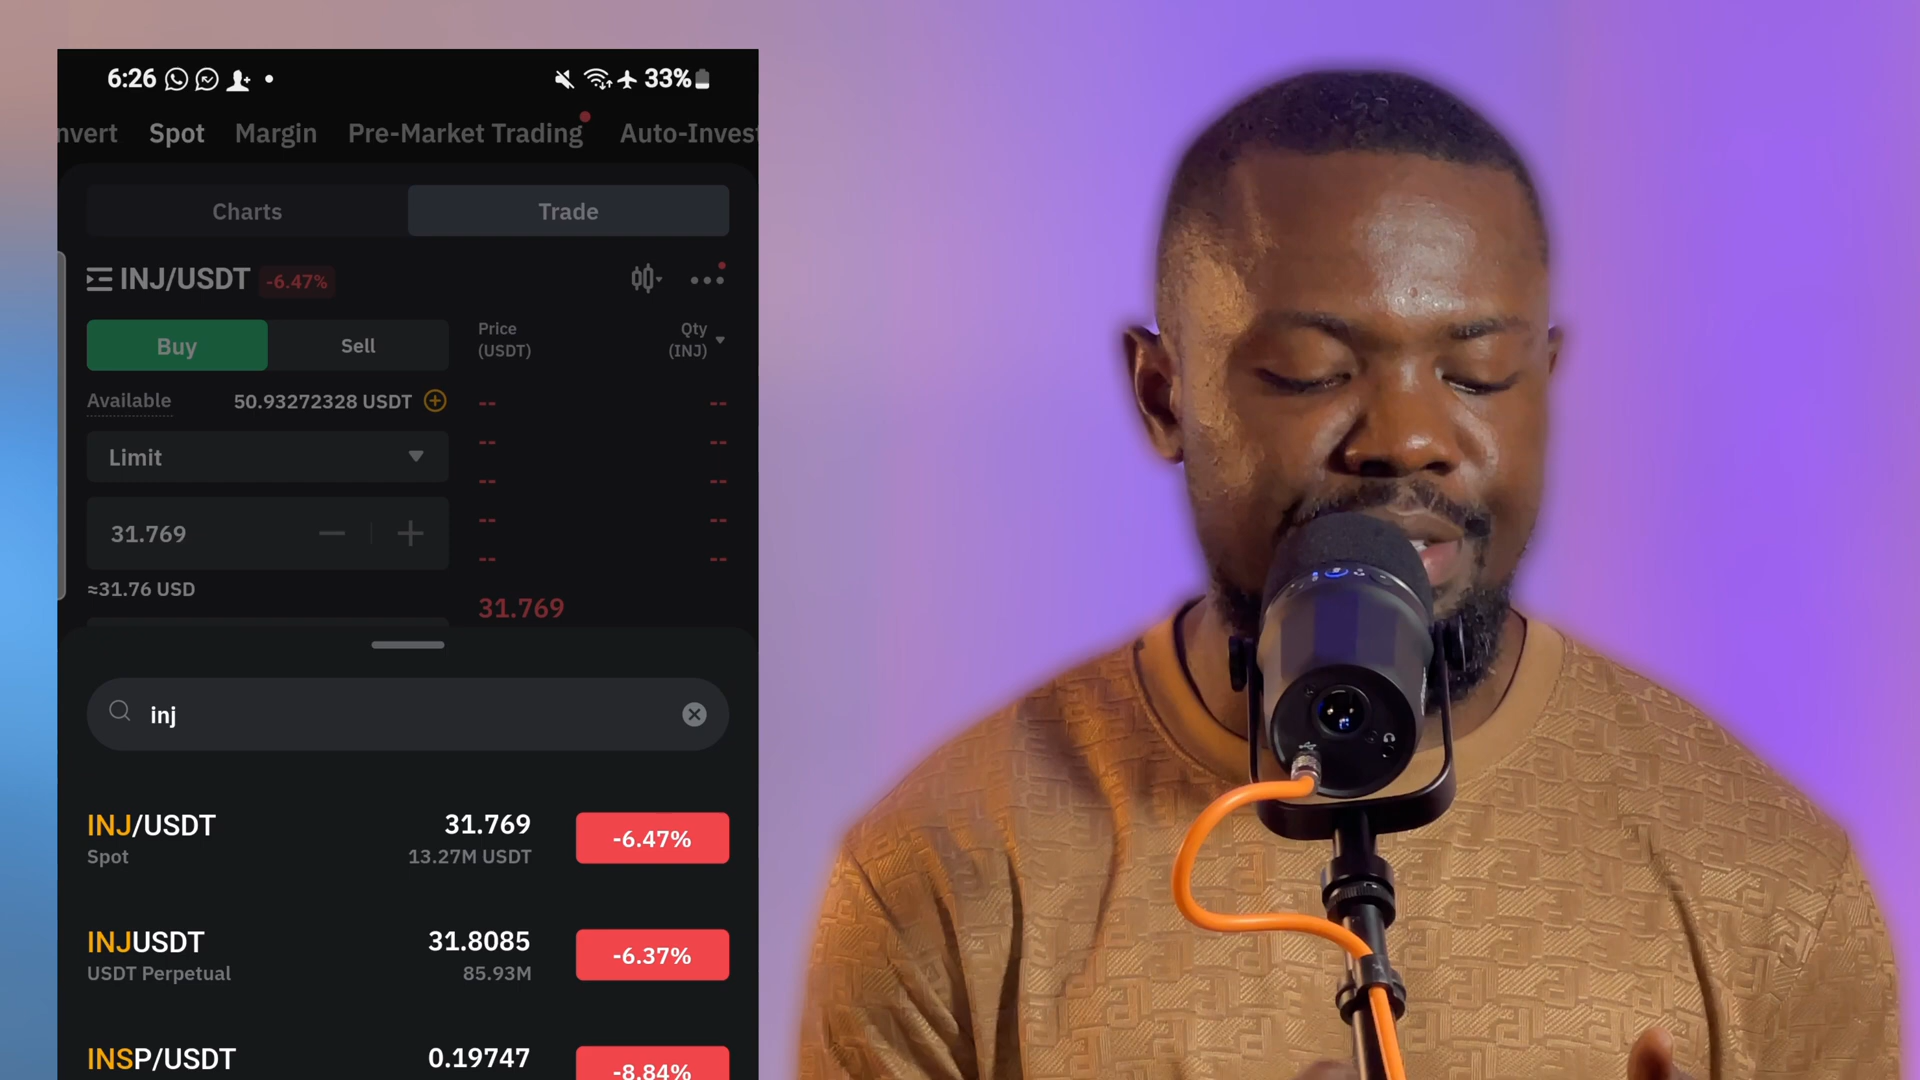 6:26 33%
nvert Spot Margin Pre-Market Trading Auto-Invest
Charts Trade
INJ/USDT -6.47%
Buy Sell
Price (USDT)
Qty (INJ)
Available 50.93272328 USDT
Limit
31.769
≈31.76 USD
-- --
-- --
-- --
-- --
-- --
31.769
inj
INJ/USDT 31.769 -6.47%
Spot 13.27M USDT
INJUSDT 31.8085 -6.37%
USDT Perpetual 85.93M
INSP/USDT 0.19747 -8.84%